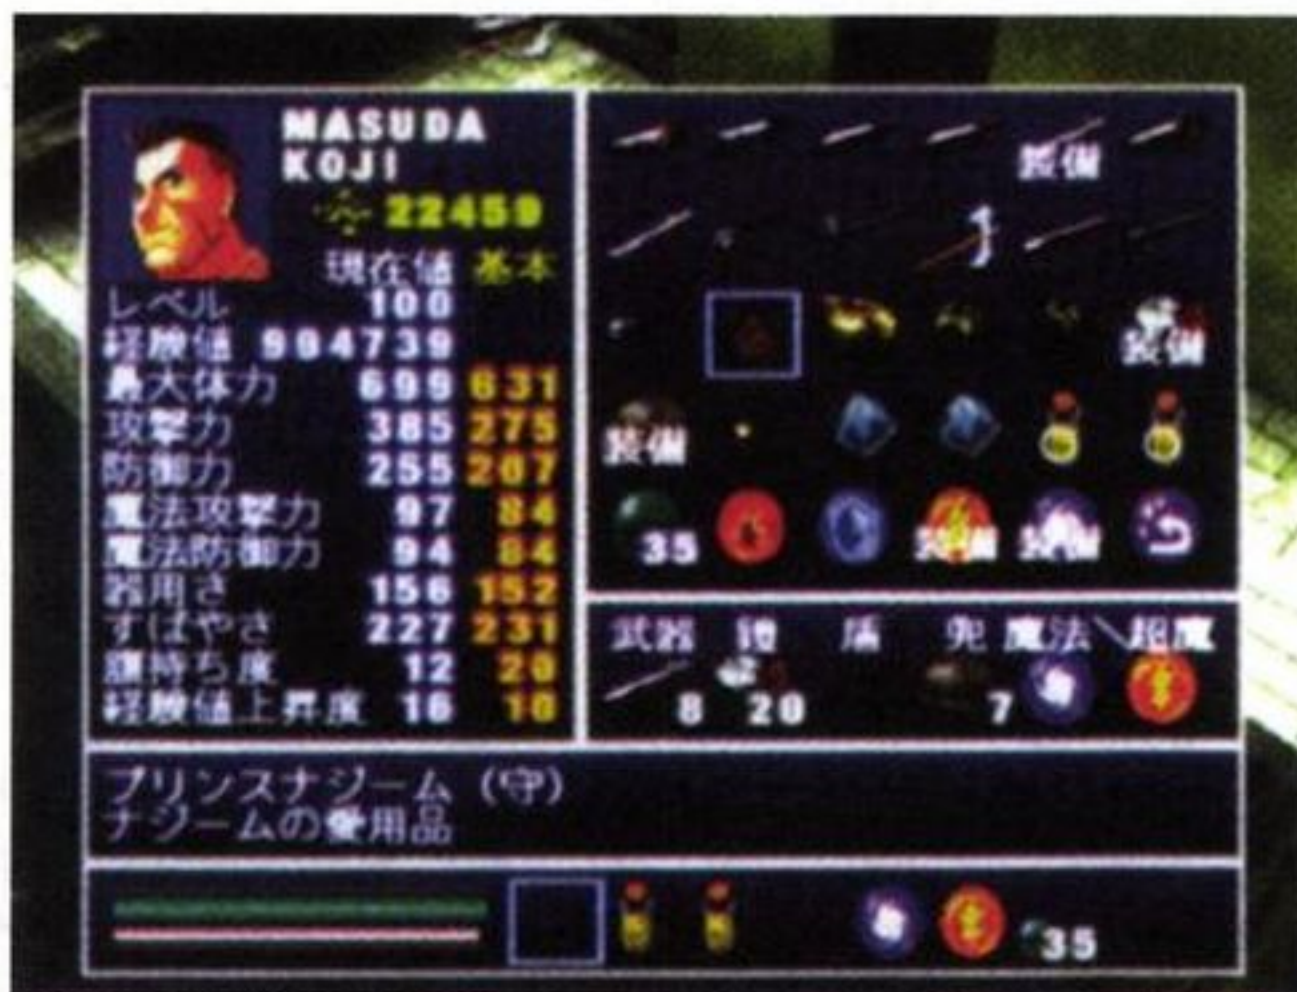 MASUDA
KOJI
22459
現在値 基本
レベル 100
経験値 994739
最大体力 699 631
攻撃力 385 275
防御力 255 207
魔法攻撃力 97 84
魔法防御力 94 84
器用さ 156 152
すばやさ 227 231
腹持ち度 12 20
経験値上昇度 16 10
装備
装備
装備
35 装備 装備
武器 鎧 盾 兜 魔法 超魔
8 20 7
プリンスナジーム（守）
ナジームの愛用品
35